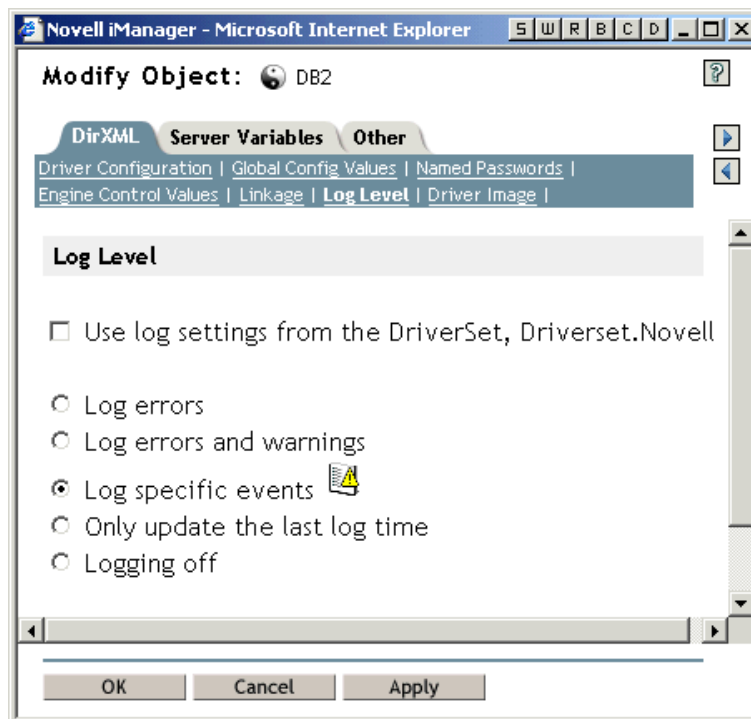 Novell iManager - Microsoft Internet Explorer S W R B C D
Modify Object: DB2
?
DirXML Server Variables Other
Driver Configuration | Global Config Values | Named Passwords |
Engine Control Values | Linkage | Log Level | Driver Image |
Log Level
Use log settings from the DriverSet, Driverset.Novell
Log errors
Log errors and warnings
Log specific events
Only update the last log time
Logging off
OK Cancel Apply